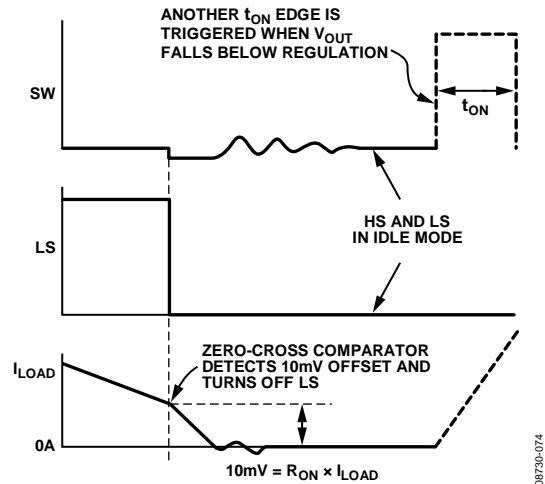 ANOTHER tON EDGE IS
TRIGGERED WHEN VOUT
FALLS BELOW REGULATION
SW
tON
HS AND LS
IN IDLE MODE
LS
ZERO-CROSS COMPARATOR
DETECTS 10mV OFFSET AND
TURNS OFF LS
ILOAD
0A
10mV = RON × ILOAD
08730-074